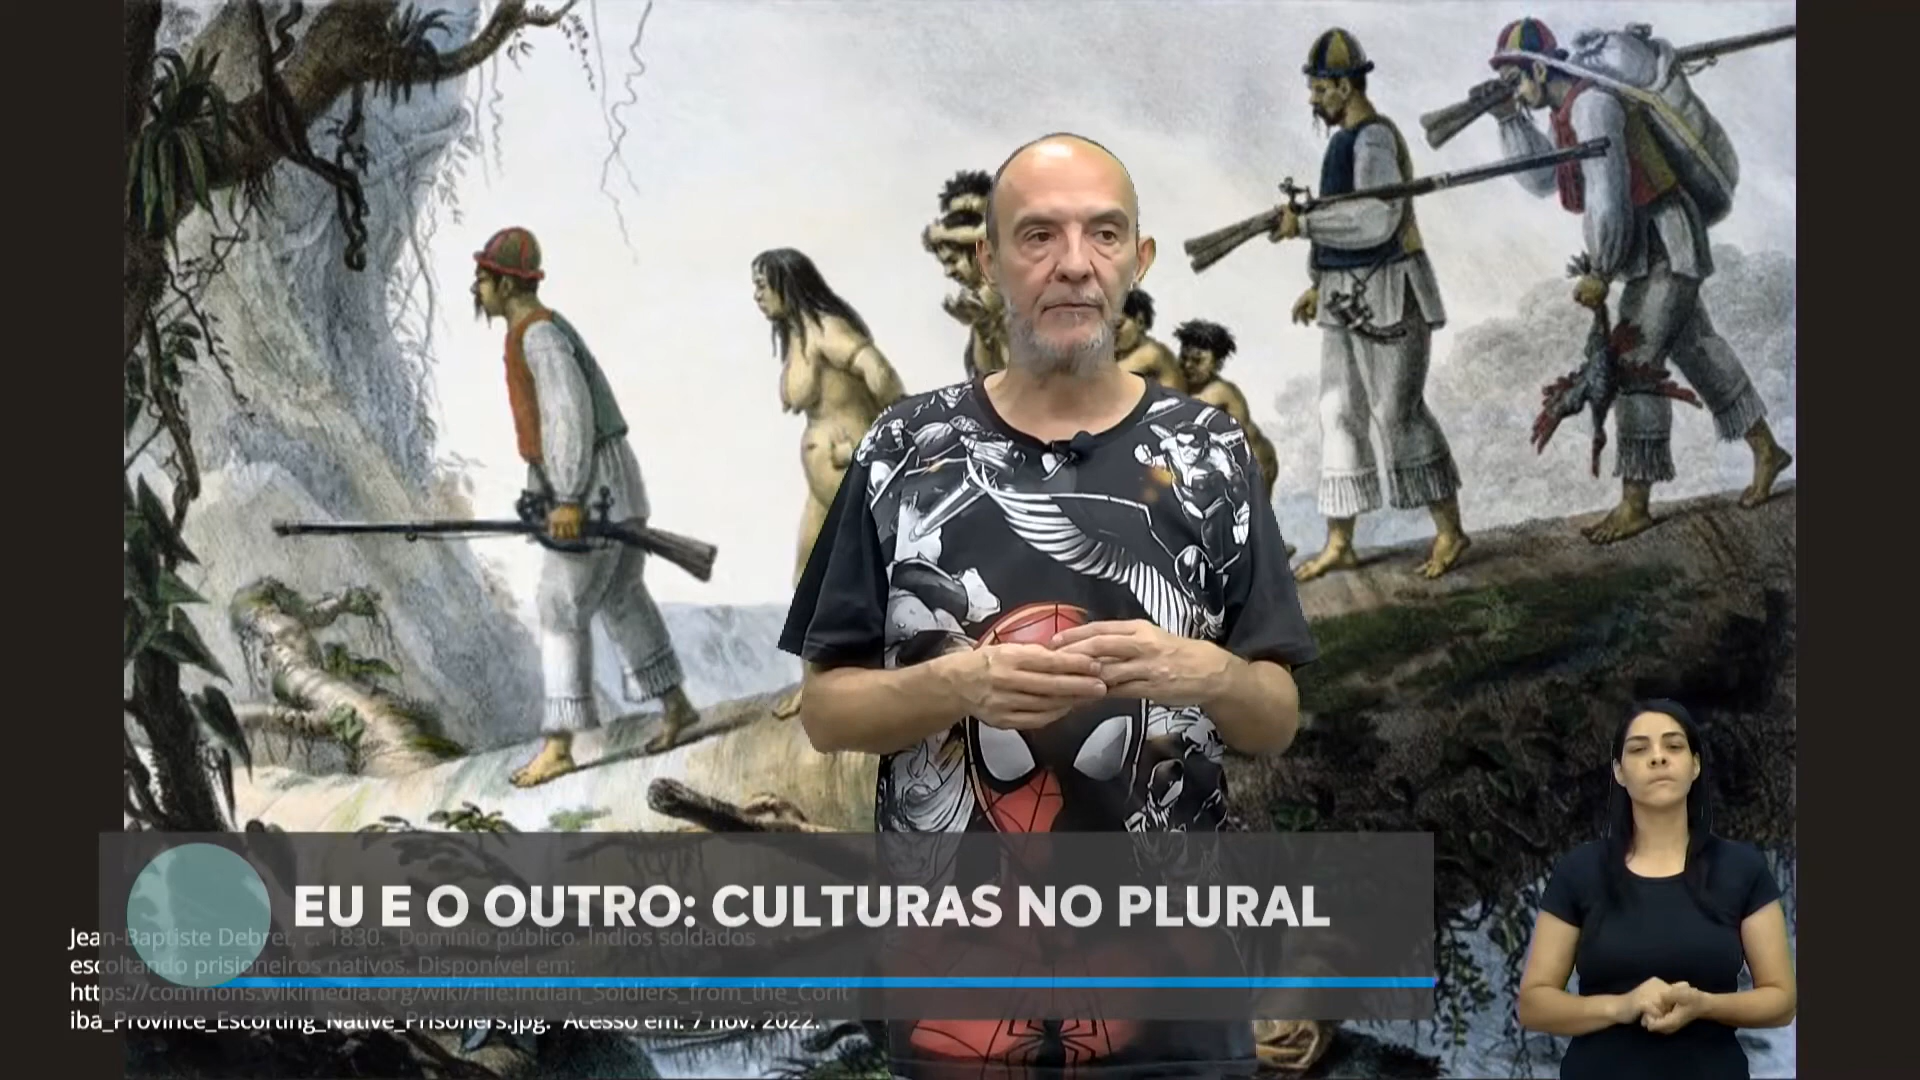 EU E O OUTRO: CULTURAS NO PLURAL
Jean-Baptiste Debret, c. 1830. Domínio público. Índios soldados
escoltando prisioneiros nativos. Disponível em:
https://commons.wikimedia.org/wiki/File:Indian_Soldiers_from_the_Corit
iba_Province_Escorting_Native_Prisoners.jpg. Acesso em: 7 nov. 2022.